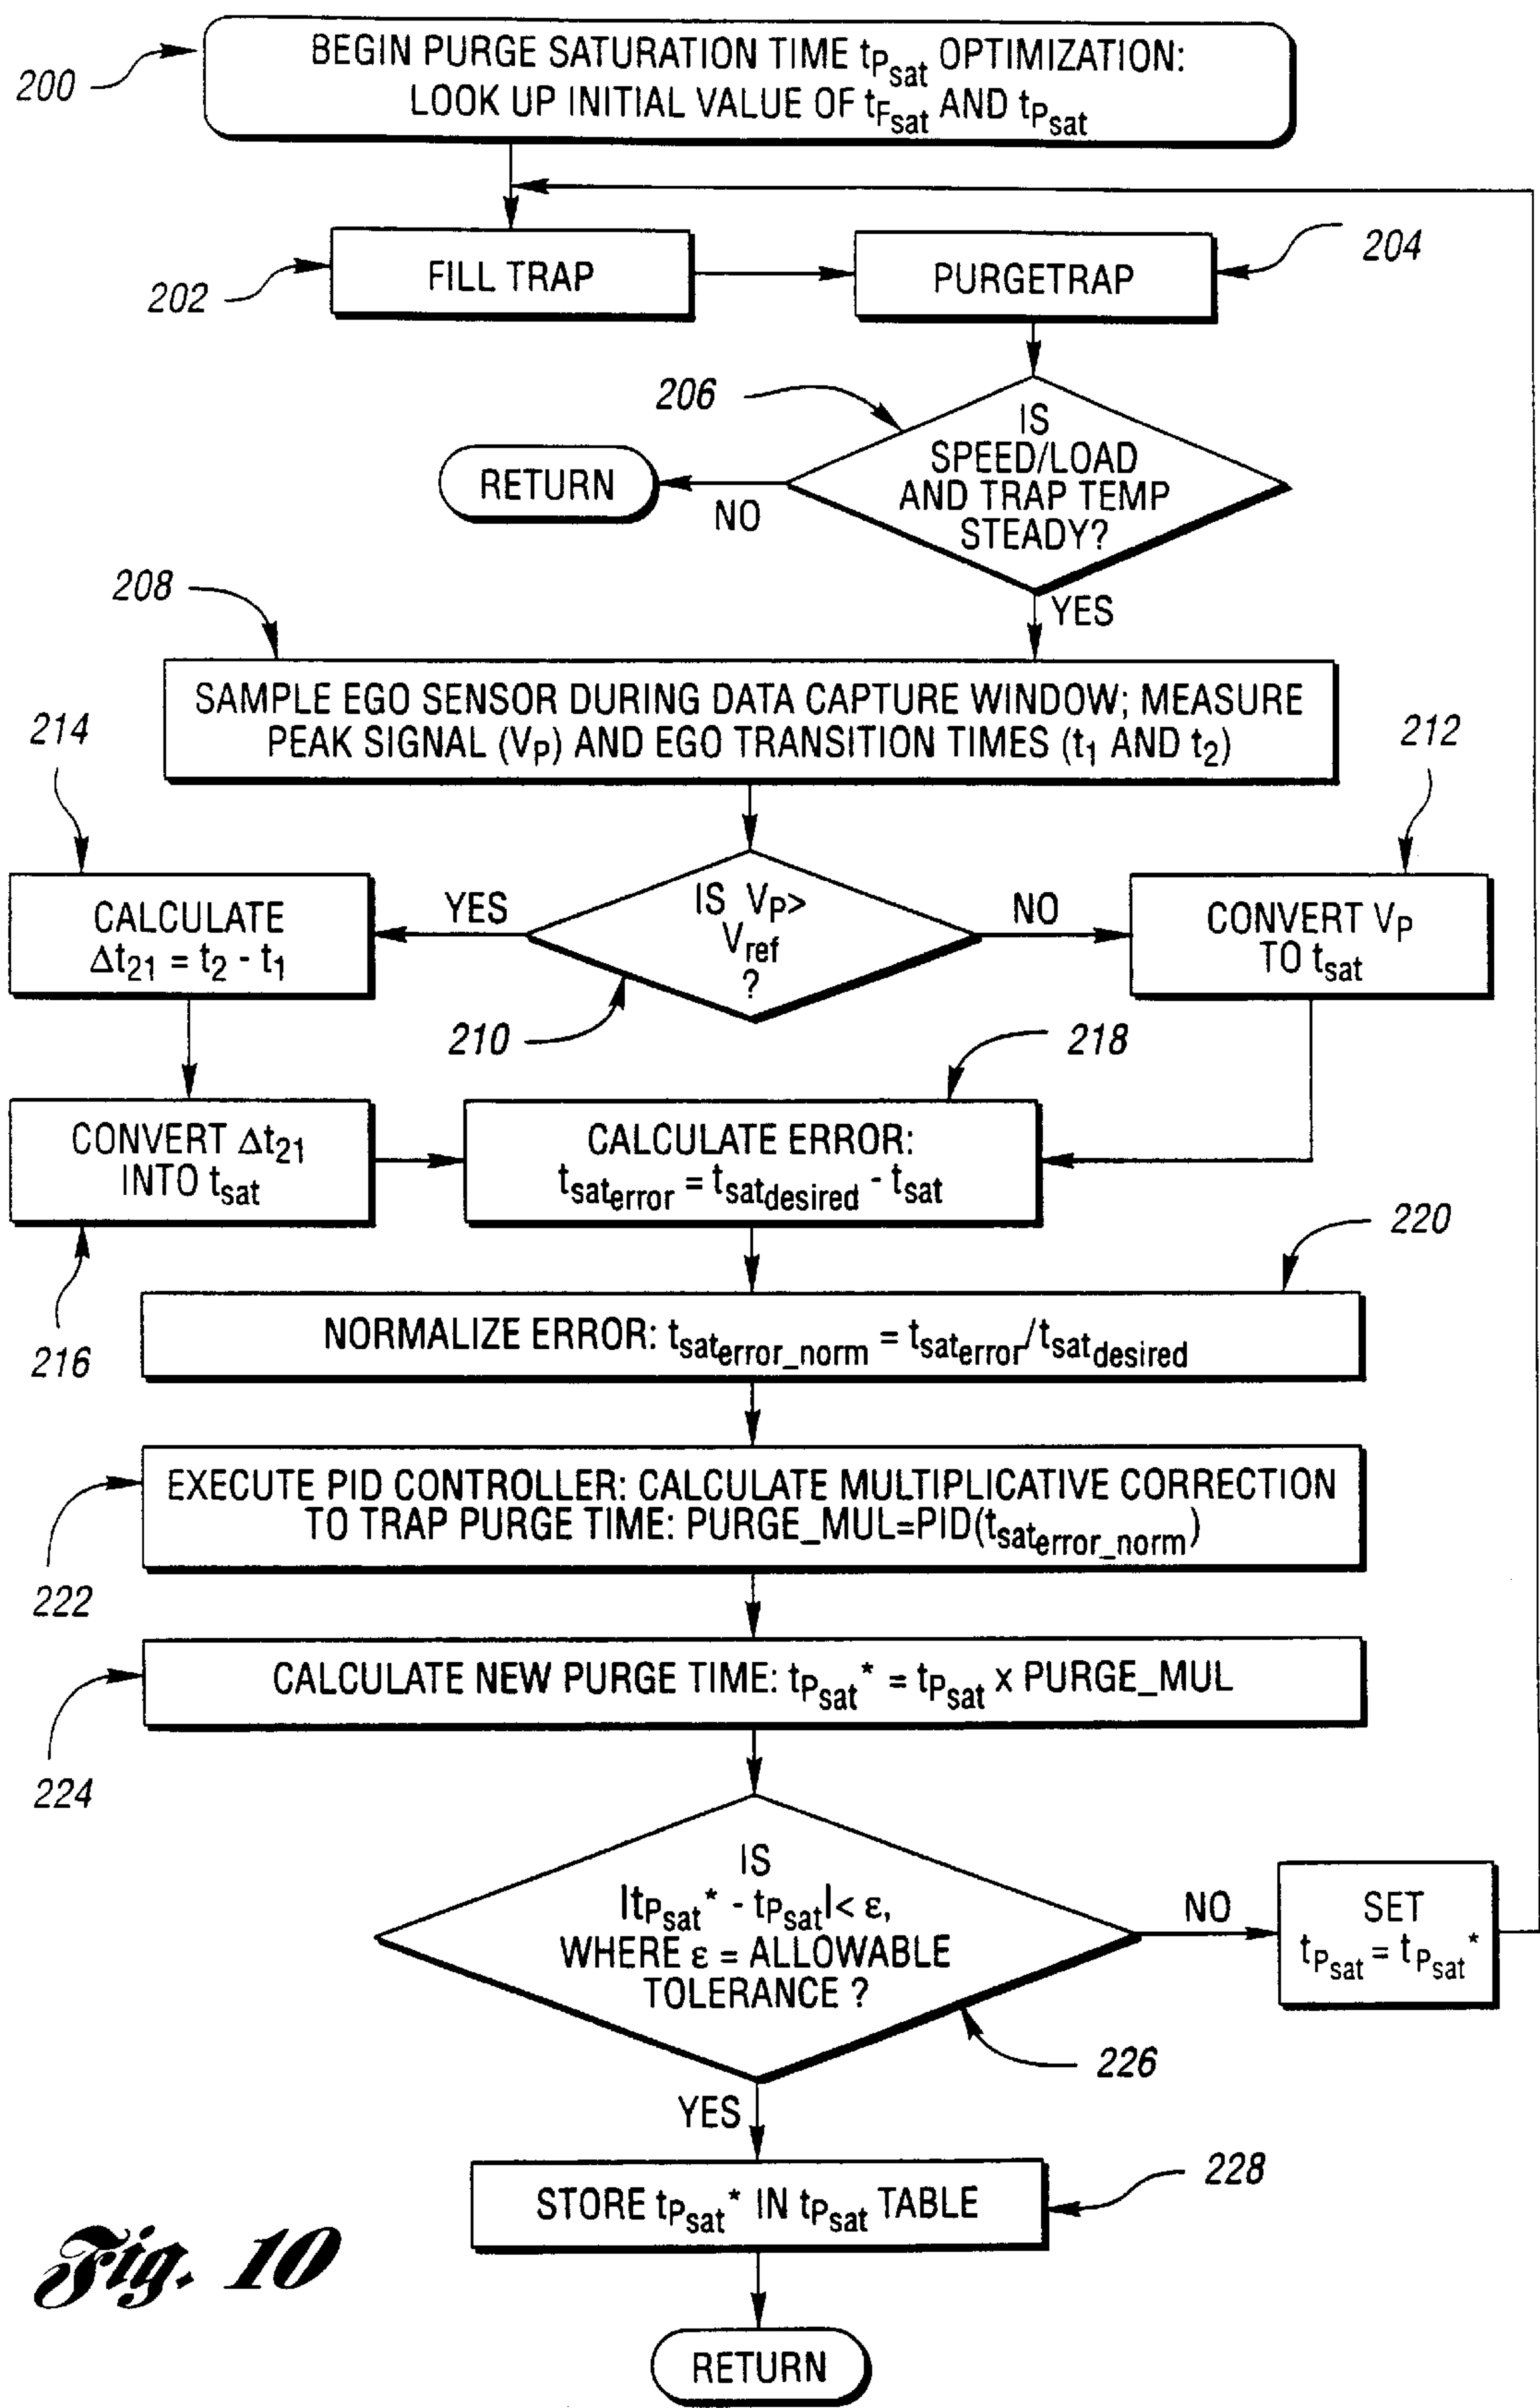 200
BEGIN PURGE SATURATION TIME tPsat OPTIMIZATION:
LOOK UP INITIAL VALUE OF tFsat AND tPsat
202
FILL TRAP
PURGETRAP
204
206
IS
SPEED/LOAD
AND TRAP TEMP
STEADY?
RETURN
NO
YES
208
SAMPLE EGO SENSOR DURING DATA CAPTURE WINDOW; MEASURE
PEAK SIGNAL (VP) AND EGO TRANSITION TIMES (t1 AND t2)
214
212
CALCULATE
Δt21 = t2 - t1
YES
IS VP>
Vref
?
NO
CONVERT VP
TO tsat
210
218
CONVERT Δt21
INTO tsat
216
CALCULATE ERROR:
tsaterror = tsatdesired - tsat
220
NORMALIZE ERROR: tsaterror_norm = tsaterror/tsatdesired
222
EXECUTE PID CONTROLLER: CALCULATE MULTIPLICATIVE CORRECTION
TO TRAP PURGE TIME: PURGE_MUL=PID(tsaterror_norm)
224
CALCULATE NEW PURGE TIME: tPsat* = tPsat x PURGE_MUL
IS
|tPsat* - tPsat|< ε,
WHERE ε = ALLOWABLE
TOLERANCE ?
NO
SET
tPsat = tPsat*
226
YES
STORE tPsat* IN tPsat TABLE
228
RETURN
Fig. 10